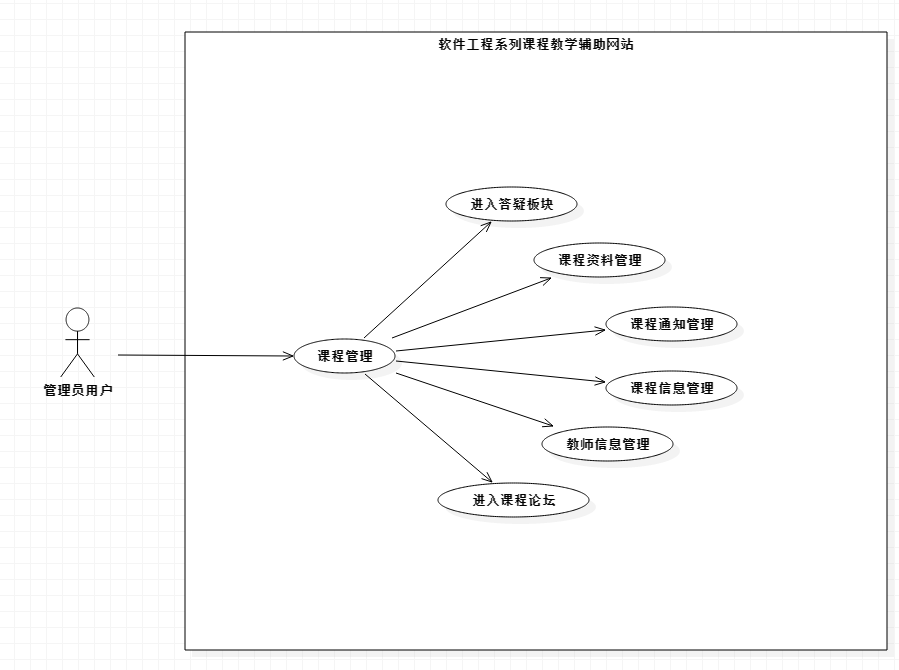 软件工程系列课程教学辅助网站
进入答疑板块
课程资料管理
课程通知管理
课程管理
课程信息管理
管理员用户
教师信息管理
进入课程论坛